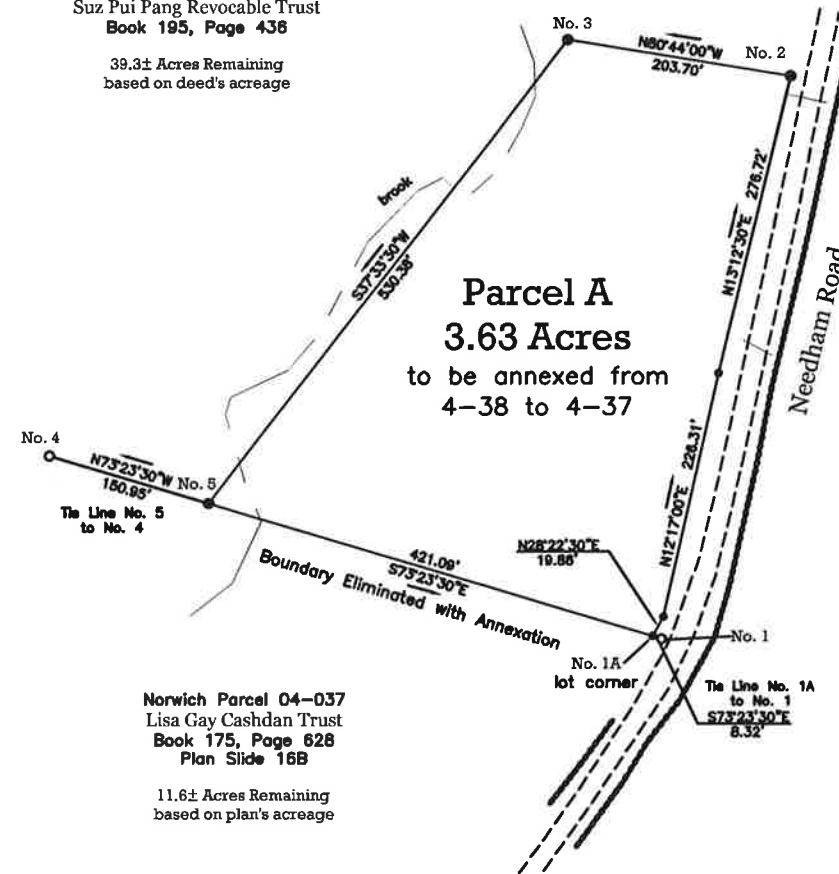 Suz Pui Pang Revocable Trust
Book 195, Page 436
39.3± Acres Remaining
based on deed's acreage
No. 3
N80°44'00"W
203.70'
No. 2
brook
S37°33'30"W
530.38'
N13°12'30"E 276.72'
Needham Road
Parcel A
3.63 Acres
to be annexed from
4-38 to 4-37
No. 4
N73°23'30"W
150.95'
No. 5
Tie Line No. 5
to No. 4
N12°17'00"E 226.31'
N28°22'30"E
19.86'
421.09'
S73°23'30"E
Boundary Eliminated with Annexation
No. 1
No. 1A
lot corner
Tie Line No. 1A
to No. 1
S73°23'30"E
8.32'
Norwich Parcel 04-037
Lisa Gay Cashdan Trust
Book 175, Page 628
Plan Slide 16B
11.6± Acres Remaining
based on plan's acreage